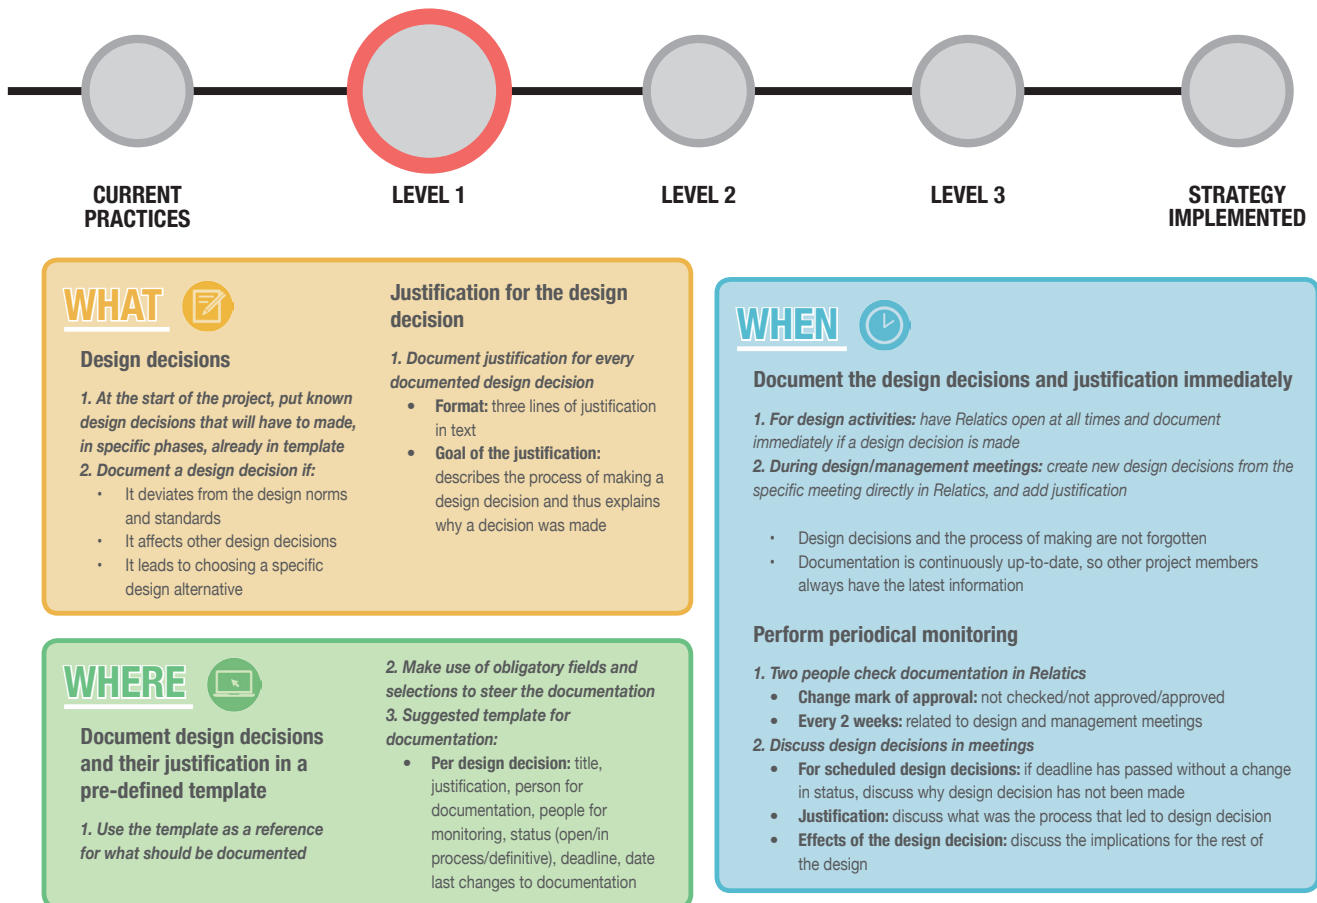 CURRENT
PRACTICES
LEVEL 1
LEVEL 2
LEVEL 3
STRATEGY
IMPLEMENTED
WHAT
Design decisions
1. At the start of the project, put known
design decisions that will have to made,
in specific phases, already in template
2. Document a design decision if:
• It deviates from the design norms
and standards
• It affects other design decisions
• It leads to choosing a specific
design alternative
Justification for the design
decision
1. Document justification for every
documented design decision
• Format: three lines of justification
in text
• Goal of the justification:
describes the process of making a
design decision and thus explains
why a decision was made
WHERE
Document design decisions
and their justification in a
pre-defined template
1. Use the template as a reference
for what should be documented
2. Make use of obligatory fields and
selections to steer the documentation
3. Suggested template for
documentation:
• Per design decision: title,
justification, person for
documentation, people for
monitoring, status (open/in
process/definitive), deadline, date
last changes to documentation
WHEN
Document the design decisions and justification immediately
1. For design activities: have Relatics open at all times and document
immediately if a design decision is made
2. During design/management meetings: create new design decisions from the
specific meeting directly in Relatics, and add justification
• Design decisions and the process of making are not forgotten
• Documentation is continuously up-to-date, so other project members
always have the latest information
Perform periodical monitoring
1. Two people check documentation in Relatics
• Change mark of approval: not checked/not approved/approved
• Every 2 weeks: related to design and management meetings
2. Discuss design decisions in meetings
• For scheduled design decisions: if deadline has passed without a change
in status, discuss why design decision has not been made
• Justification: discuss what was the process that led to design decision
• Effects of the design decision: discuss the implications for the rest of
the design